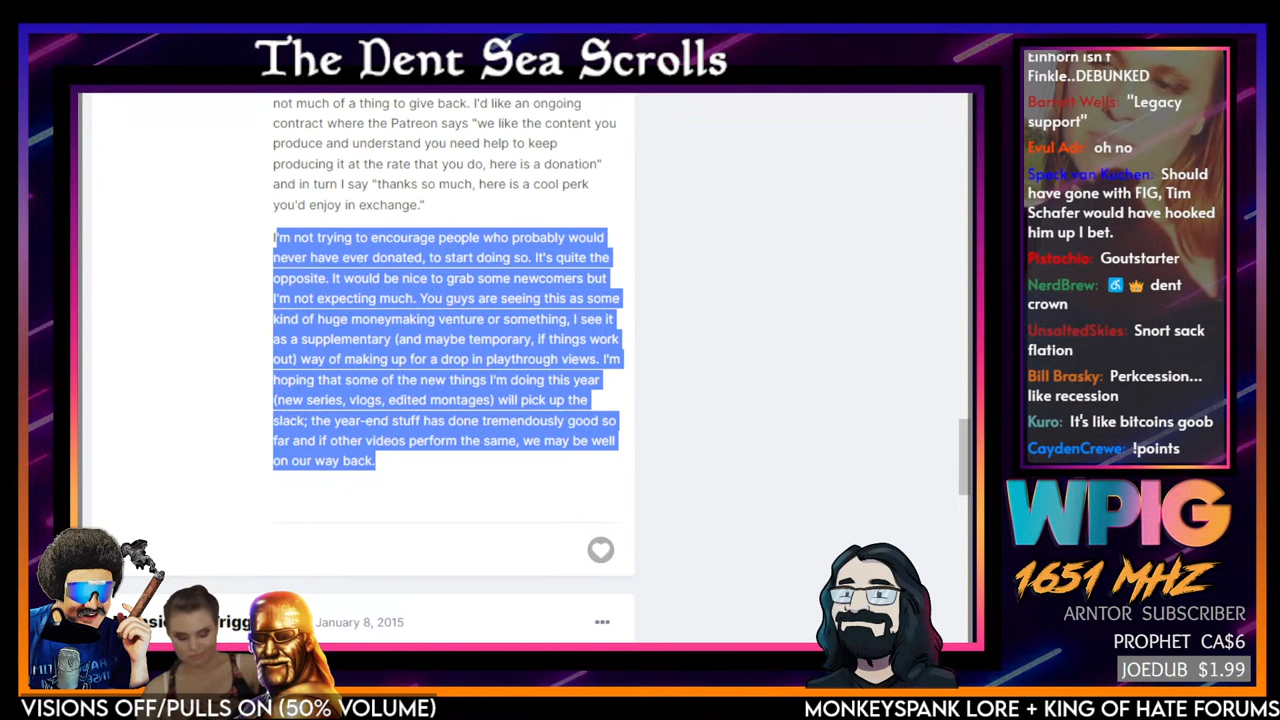 The Dent Sea Scrolls
not much of a thing to give back. I'd like an ongoing
contract where the Patreon says "we like the content you
produce and understand you need help to keep
producing it at the rate that you do, here is a donation"
and in turn I say "thanks so much, here is a cool perk
you'd enjoy in exchange."
I'm not trying to encourage people who probably would
never have ever donated, to start doing so. It's quite the
opposite. It would be nice to grab some newcomers but
I'm not expecting much. You guys are seeing this as some
kind of huge moneymaking venture or something, I see it
as a supplementary (and maybe temporary, if things work
out) way of making up for a drop in playthrough views. I'm
hoping that some of the new things I'm doing this year
(new series, vlogs, edited montages) will pick up the
slack; the year-end stuff has done tremendously good so
far and if other videos perform the same, we may be well
on our way back.
January 8, 2015
Einhorn isn't
Finkle..DEBUNKED
Barrett Wells: "Legacy
support"
Evul Adr: oh no
Speck van Kuchen: Should
have gone with FIG, Tim
Schafer would have hooked
him up I bet.
Pistachio: Goutstarter
NerdBrew: ♿ 👑 dent
crown
UnsaltedSkies: Snort sack
flation
Bill Brasky: Perkcession...
like recession
Kuro: It's like bitcoins goob
CaydenCrewe: !points
WPIG
1651 MHZ
ARNTOR SUBSCRIBER
PROPHET CA$6
JOEDUB $1.99
VISIONS OFF/PULLS ON (50% VOLUME)
MONKEYSPANK LORE + KING OF HATE FORUMS